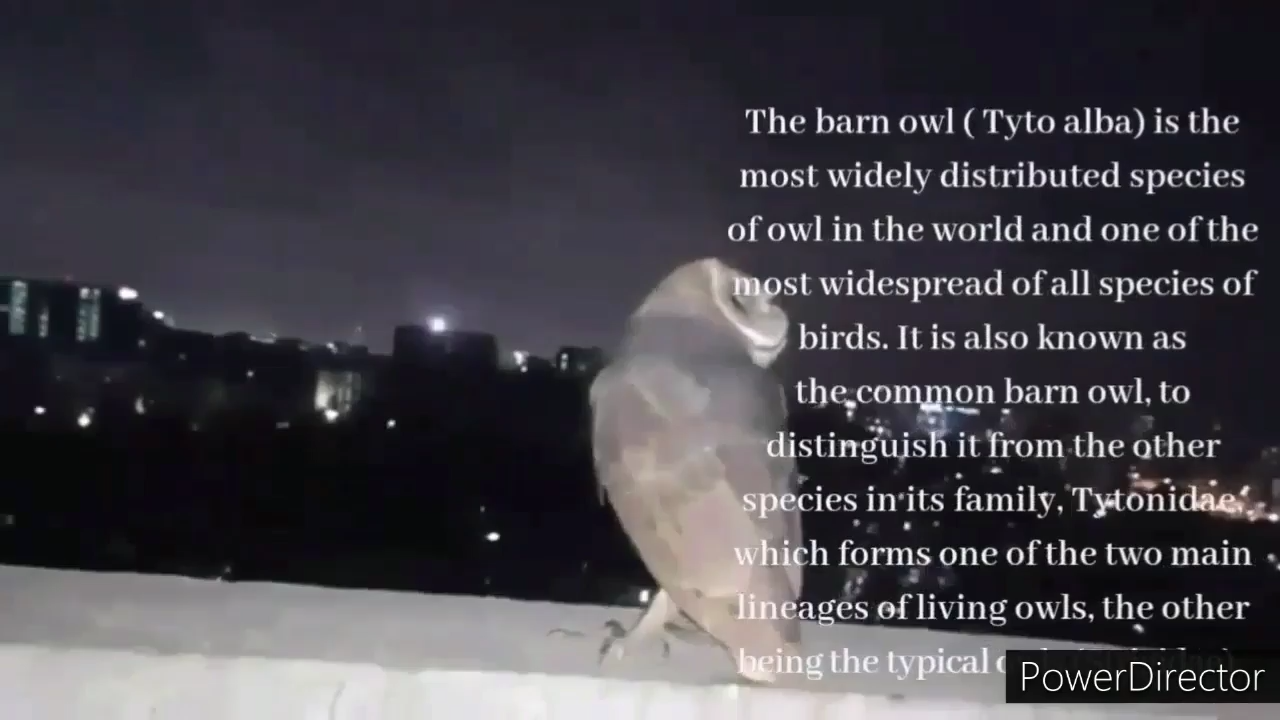 The barn owl ( Tyto alba) is the
most widely distributed species
of owl in the world and one of the
most widespread of all species of
birds. It is also known as
the common barn owl, to
distinguish it from the other
species in its family, Tytonidae,
which forms one of the two main
lineages of living owls, the other
being the typical
PowerDirector